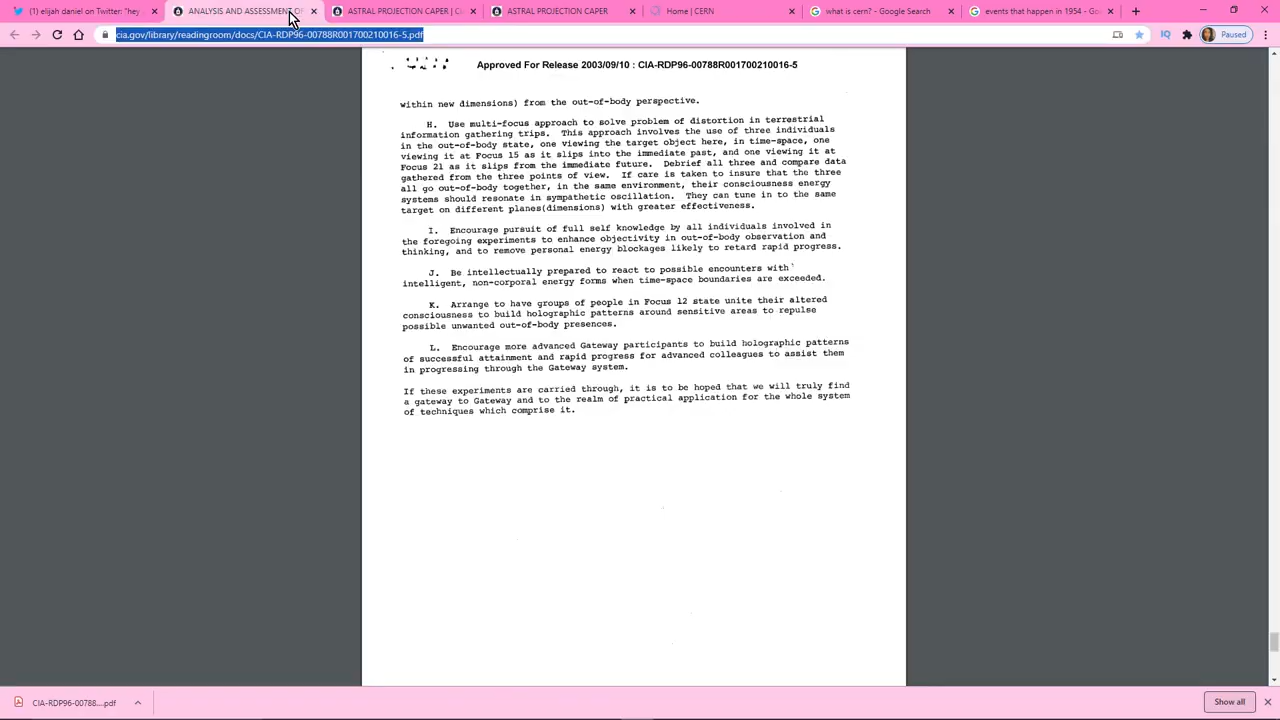 (1) elijah daniel on Twitter: "hey
ANALYSIS AND ASSESSMENT OF
ASTRAL PROJECTION CAPER | C
ASTRAL PROJECTION CAPER
Home | CERN
what is cern? - Google Search
events that happen in 1954 - Go
cia.gov/library/readingroom/docs/CIA-RDP96-00788R001700210016-5.pdf
Paused
Approved For Release 2003/09/10 : CIA-RDP96-00788R001700210016-5
within new dimensions) from the out-of-body perspective.
H. Use multi-focus approach to solve problem of distortion in terrestrial
information gathering trips. This approach involves the use of three individuals
in the out-of-body state, one viewing the target object here, in time-space, one
viewing it at Focus 15 as it slips into the immediate past, and one viewing it at
Focus 21 as it slips from the immediate future. Debrief all three and compare data
gathered from the three points of view. If care is taken to insure that the three
all go out-of-body together, in the same environment, their consciousness energy
systems should resonate in sympathetic oscillation. They can tune in to the same
target on different planes(dimensions) with greater effectiveness.
I. Encourage pursuit of full self knowledge by all individuals involved in
the foregoing experiments to enhance objectivity in out-of-body observation and
thinking, and to remove personal energy blockages likely to retard rapid progress.
J. Be intellectually prepared to react to possible encounters with
intelligent, non-corporal energy forms when time-space boundaries are exceeded.
K. Arrange to have groups of people in Focus 12 state unite their altered
consciousness to build holographic patterns around sensitive areas to repulse
possible unwanted out-of-body presences.
L. Encourage more advanced Gateway participants to build holographic patterns
of successful attainment and rapid progress for advanced colleagues to assist them
in progressing through the Gateway system.
If these experiments are carried through, it is to be hoped that we will truly find
a gateway to Gateway and to the realm of practical application for the whole system
of techniques which comprise it.
CIA-RDP96-00788....pdf
Show all